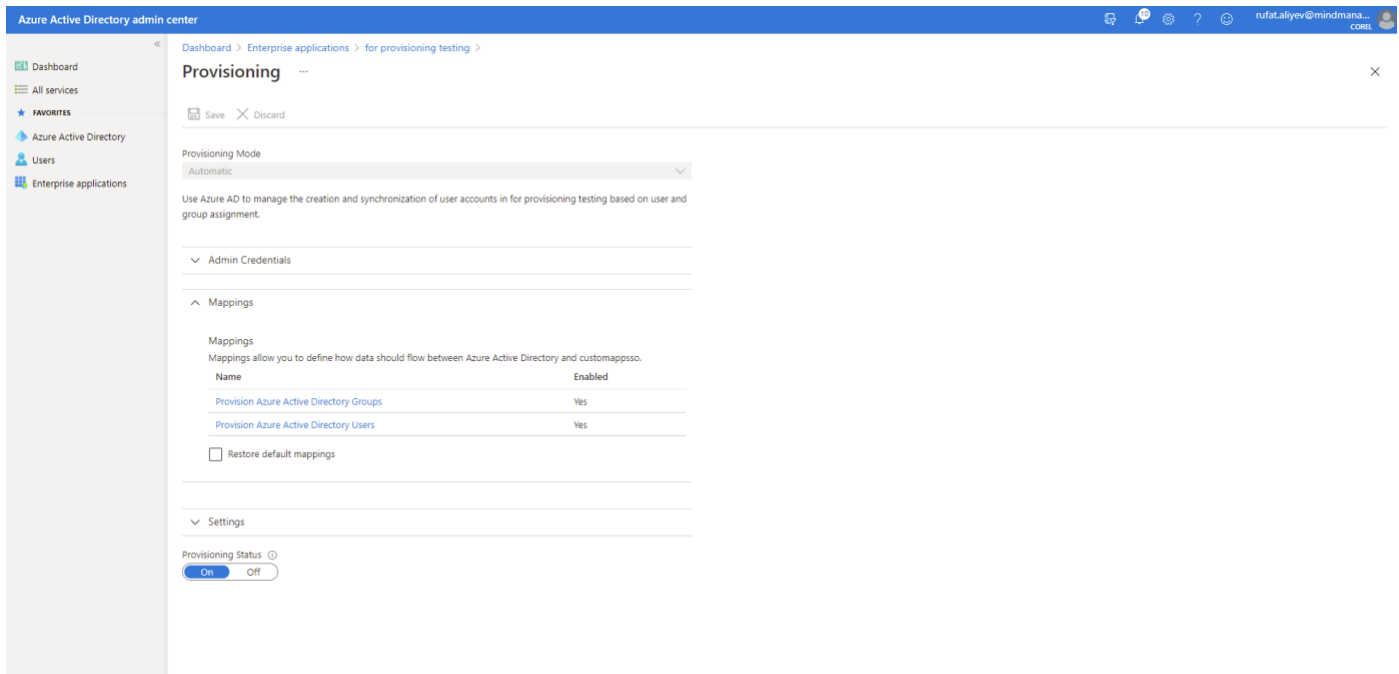 Azure Active Directory admin center
10
rufat.aliyev@mindmana...
COREL
Dashboard
All services
FAVORITES
Azure Active Directory
Users
Enterprise applications
Dashboard > Enterprise applications > for provisioning testing >
Provisioning ...
Save Discard
Provisioning Mode
Automatic
Use Azure AD to manage the creation and synchronization of user accounts in for provisioning testing based on user and
group assignment.
Admin Credentials
Mappings
Mappings
Mappings allow you to define how data should flow between Azure Active Directory and customappsso.
Name Enabled
Provision Azure Active Directory Groups Yes
Provision Azure Active Directory Users Yes
Restore default mappings
Settings
Provisioning Status
On Off